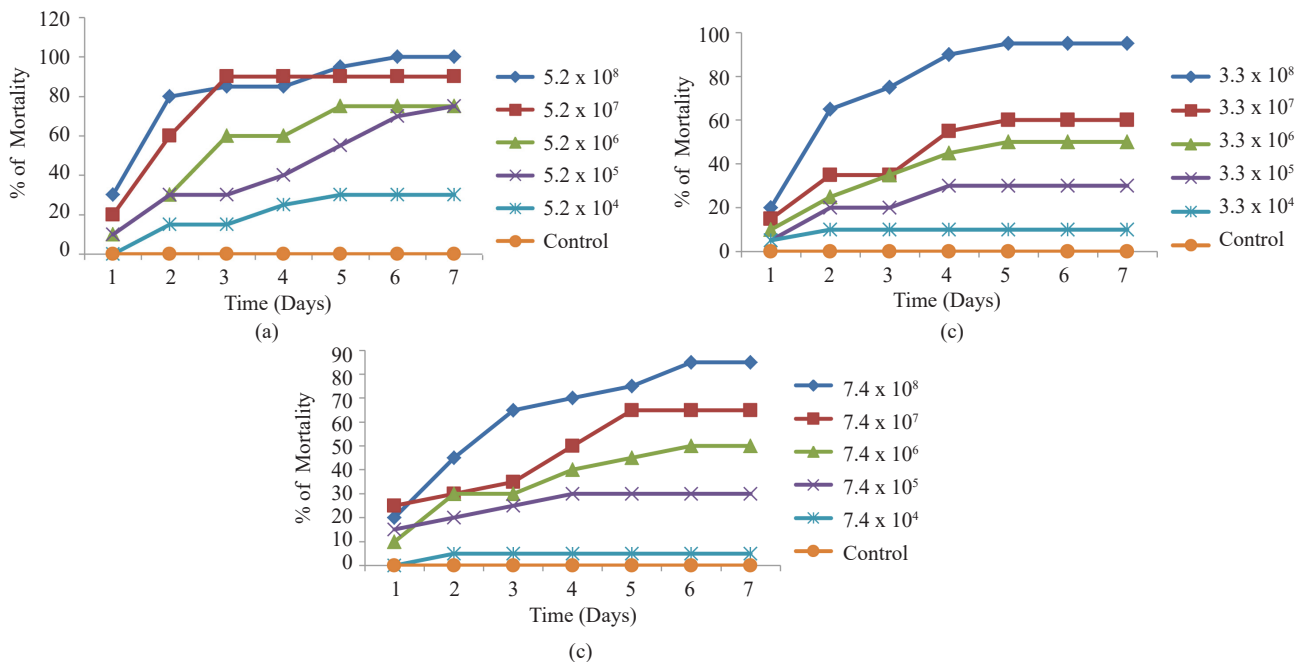 120
100
80
60
40
20
0
% of Mortality
1 2 3 4 5 6 7
Time (Days)
(a)
5.2 x 10⁸
5.2 x 10⁷
5.2 x 10⁶
5.2 x 10⁵
5.2 x 10⁴
Control
100
80
60
40
20
0
% of Mortality
1 2 3 4 5 6 7
Time (Days)
(c)
3.3 x 10⁸
3.3 x 10⁷
3.3 x 10⁶
3.3 x 10⁵
3.3 x 10⁴
Control
90
80
70
60
50
40
30
20
10
0
% of Mortality
1 2 3 4 5 6 7
Time (Days)
(c)
7.4 x 10⁸
7.4 x 10⁷
7.4 x 10⁶
7.4 x 10⁵
7.4 x 10⁴
Control